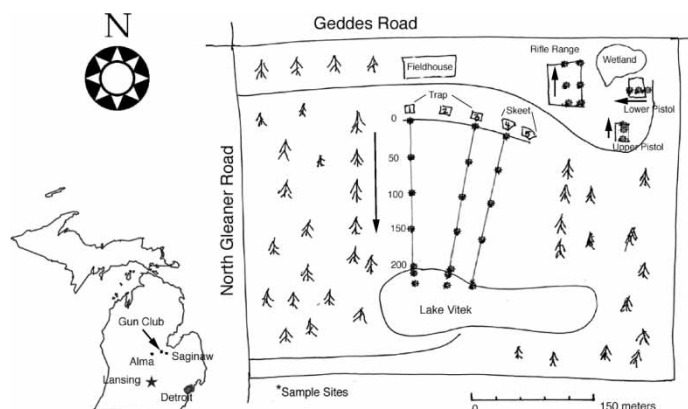 N
Geddes Road
Fieldhouse
Rifle Range
Wetland
Lower Pistol
Upper Pistol
Trap
Skeet
1
2
3
4
5
0
50
100
150
200
North Gleaner Road
Lake Vitek
Gun Club
Alma
Saginaw
Lansing
Detroit
*Sample Sites
0
150 meters